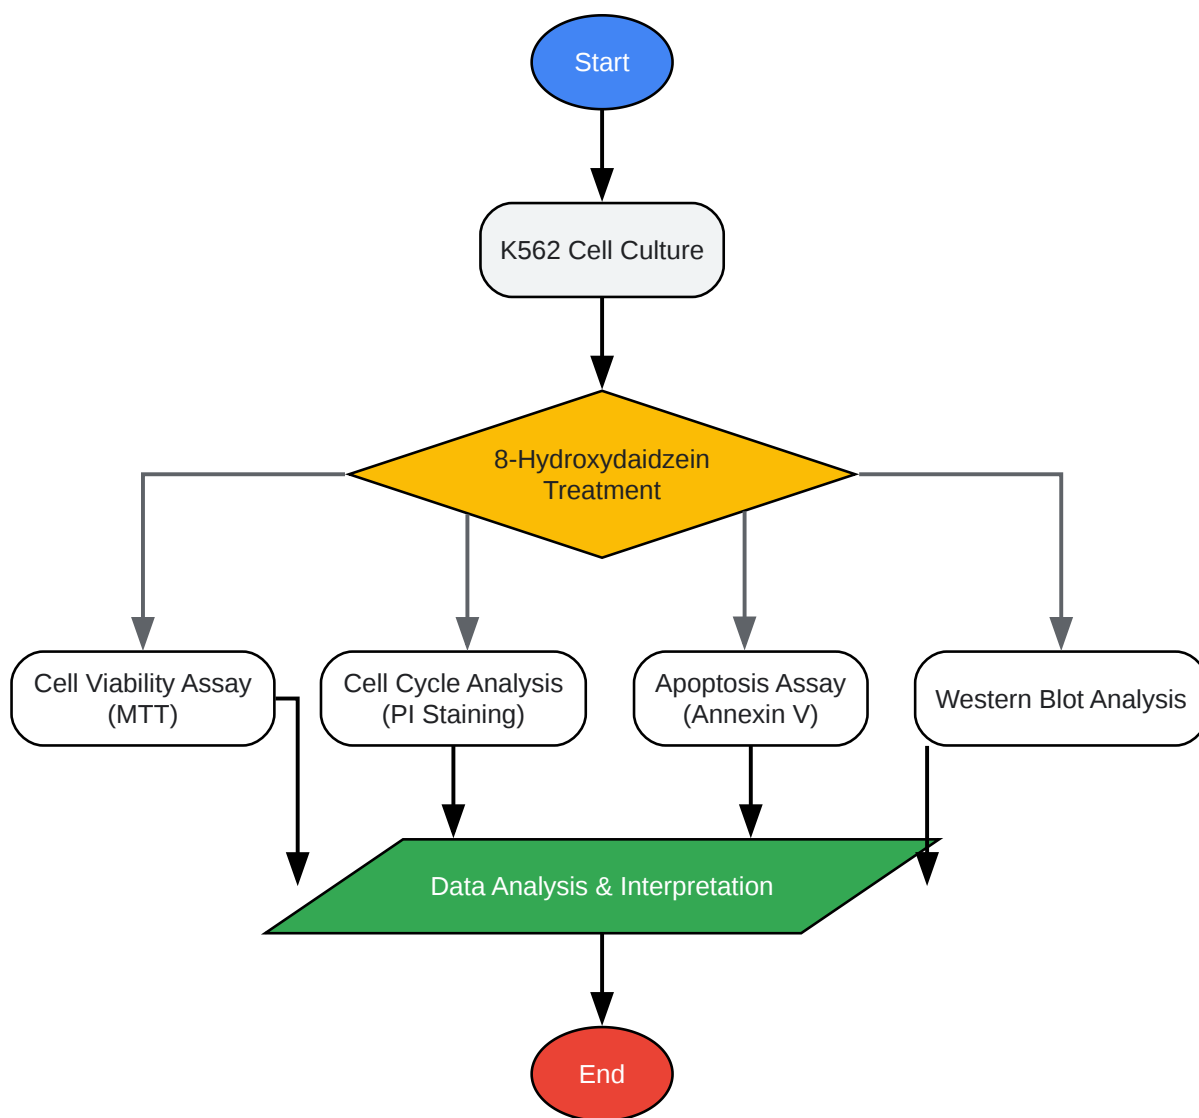 Start
K562 Cell Culture
8-Hydroxydaidzein
Treatment
Cell Viability Assay
(MTT)
Cell Cycle Analysis
(PI Staining)
Apoptosis Assay
(Annexin V)
Western Blot Analysis
Data Analysis & Interpretation
End